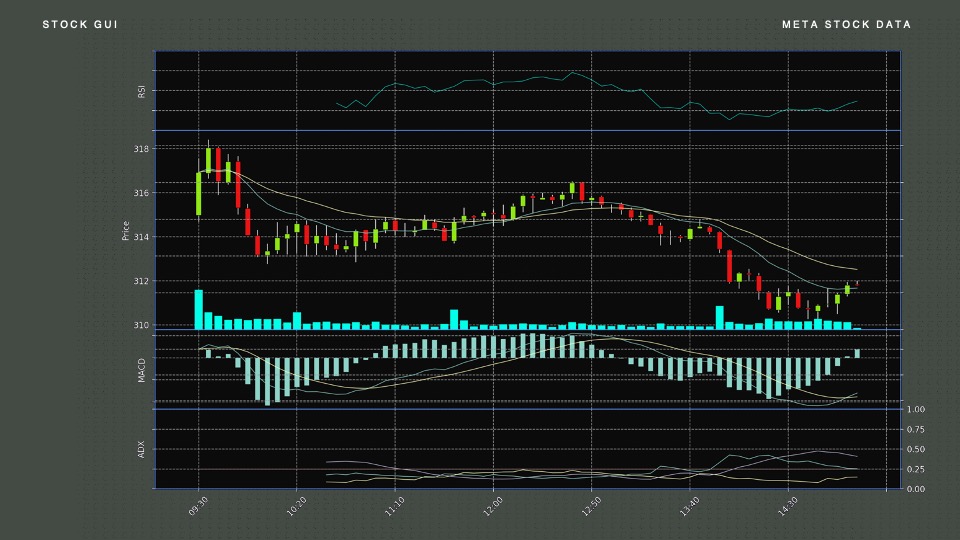 STOCK GUI
META STOCK DATA
RSI
318
316
Price
314
312
310
MACD
1.00
0.75
ADX
0.50
0.25
0.00
09:30
10:20
11:10
12:00
12:50
13:40
14:30